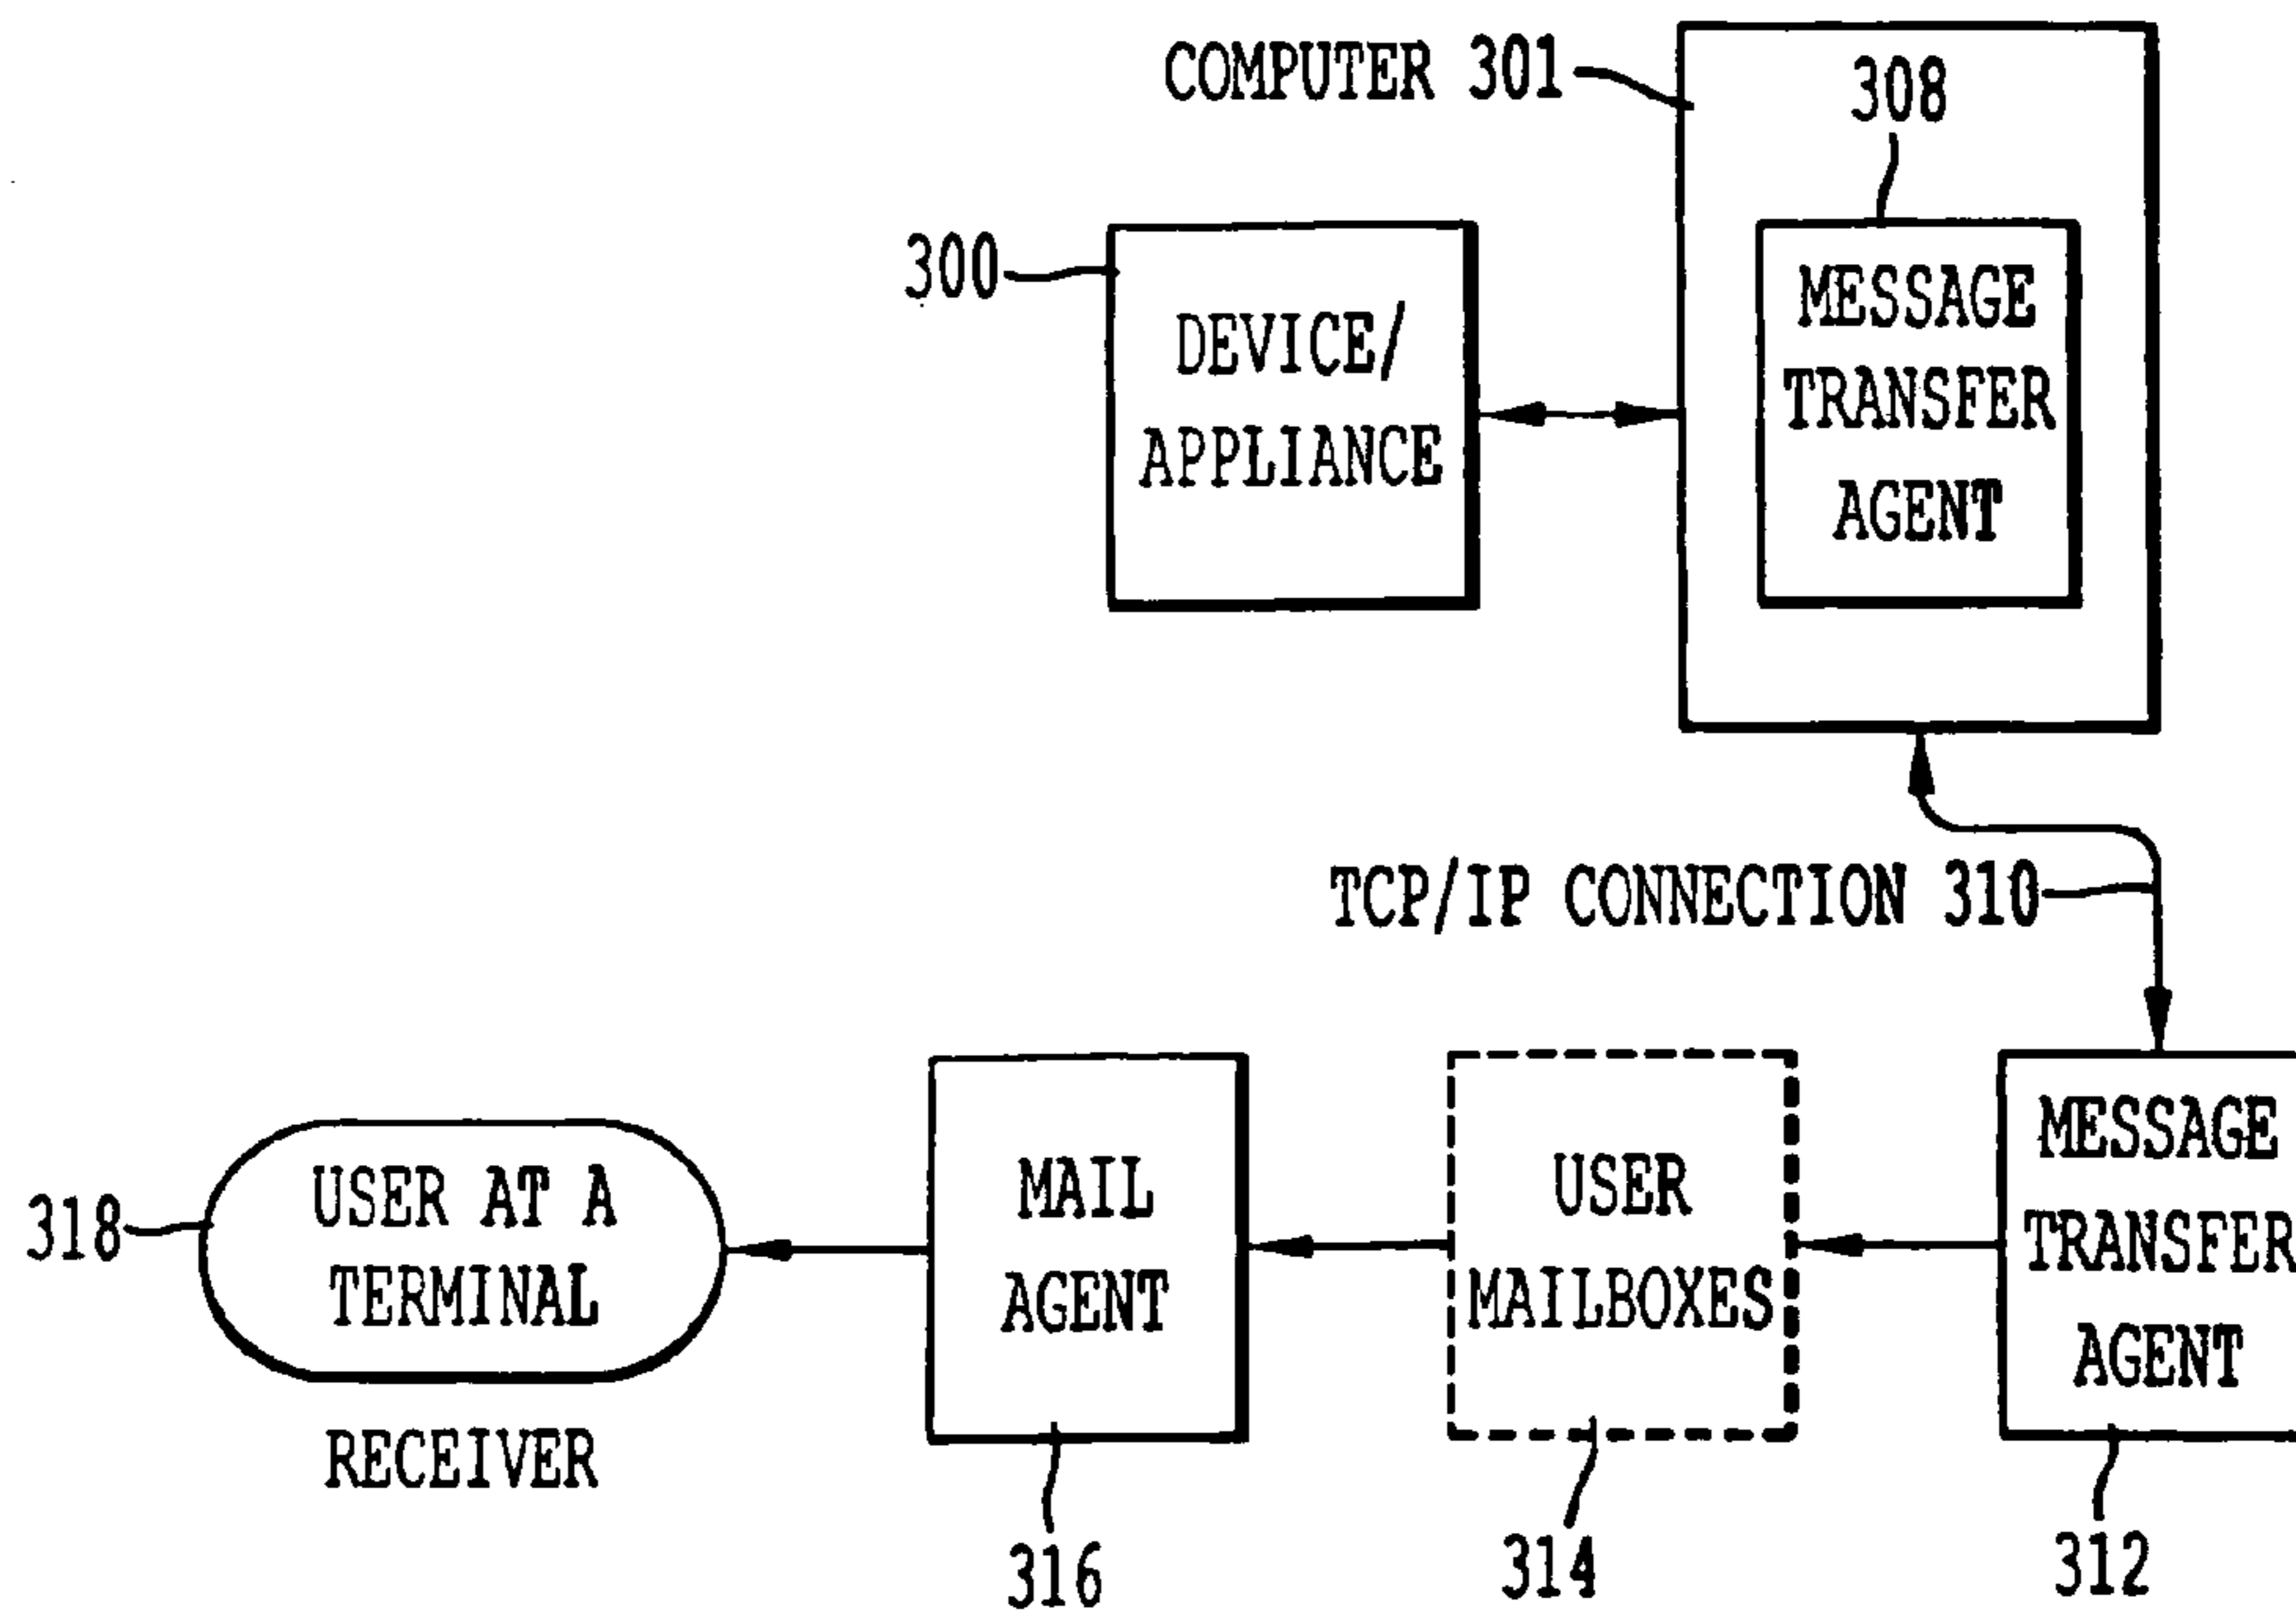 COMPUTER 301
308
300
DEVICE/
APPLIANCE
MESSAGE
TRANSFER
AGENT
TCP/IP CONNECTION 310
318
USER AT A
TERMINAL
RECEIVER
MAIL
AGENT
316
USER
MAILBOXES
314
MESSAGE
TRANSFER
AGENT
312